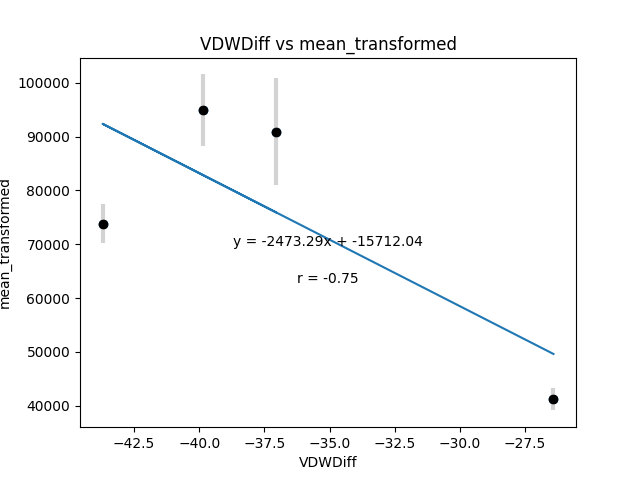 VDWDiff vs mean_transformed
100000
90000
80000
70000
60000
50000
40000
mean_transformed
y = -2473.29x + -15712.04
r = -0.75
−42.5 −40.0 −37.5 −35.0 −32.5 −30.0 −27.5
VDWDiff